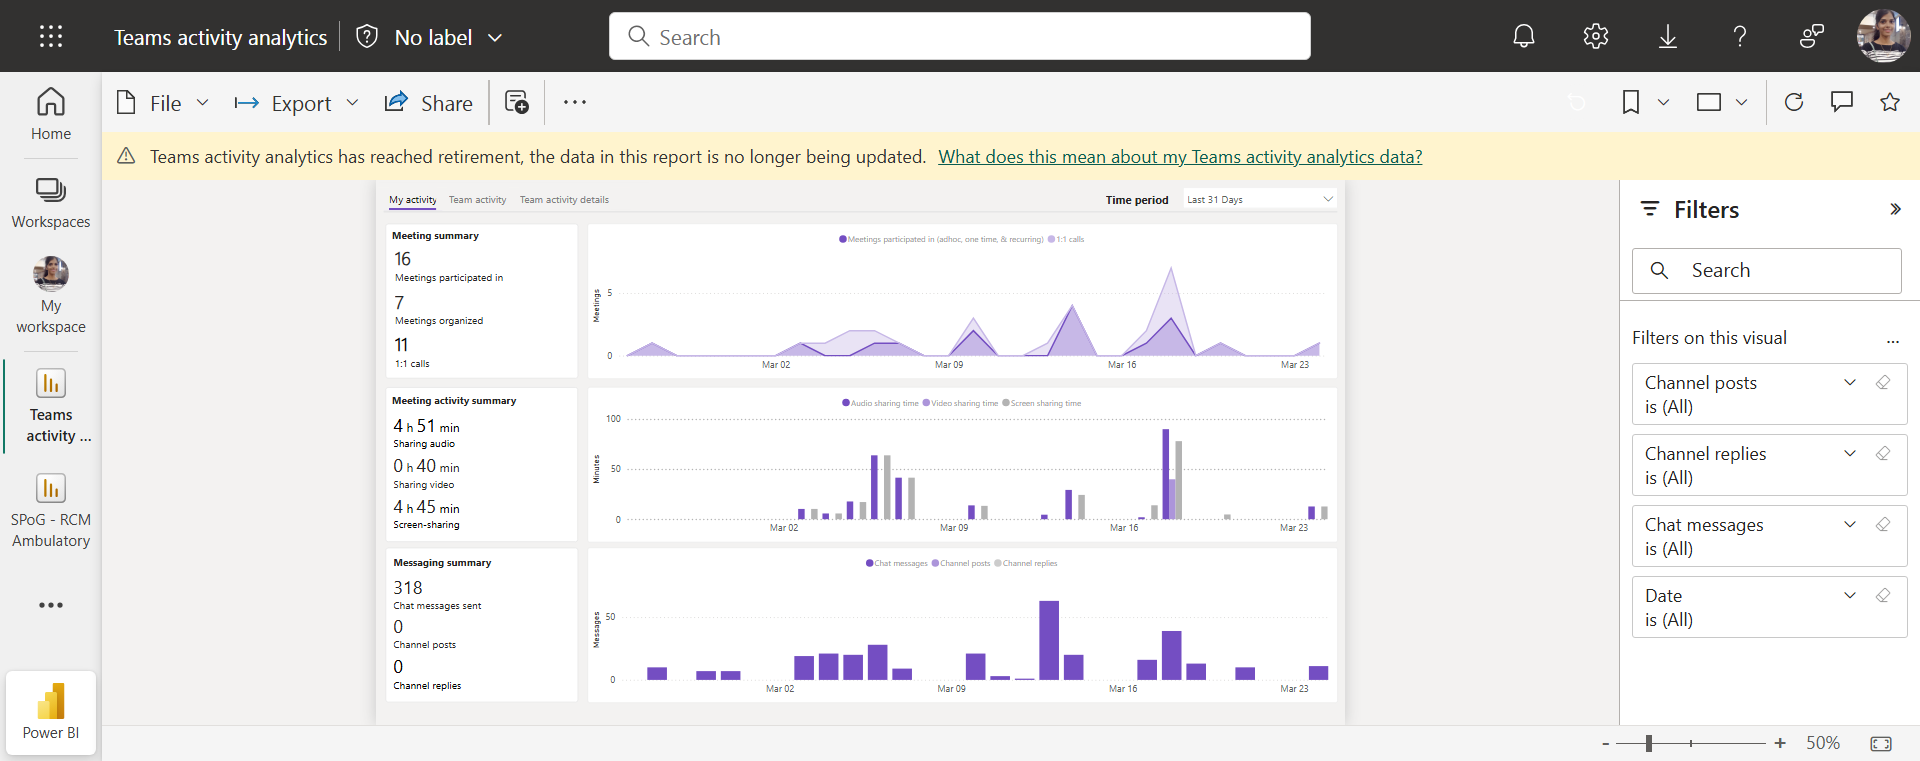 Teams activity analytics
No label
Search
File
Export
Share
Home
Workspaces
My
workspace
Teams
activity ...
SPoG - RCM
Ambulatory
Power BI
Teams activity analytics has reached retirement, the data in this report is no longer being updated. What does this mean about my Teams activity analytics data?
My activity
Team activity
Team activity details
Time period
Last 31 Days
Meeting summary
16
Meetings participated in
7
Meetings organized
11
1:1 calls
Meetings participated in (adhoc, one time, & recurring)
1:1 calls
Meetings
5
0
Mar 02
Mar 09
Mar 16
Mar 23
Meeting activity summary
4 h 51 min
Sharing audio
0 h 40 min
Sharing video
4 h 45 min
Screen-sharing
Audio sharing time
Video sharing time
Screen sharing time
Minutes
100
50
0
Mar 02
Mar 09
Mar 16
Mar 23
Messaging summary
318
Chat messages sent
0
Channel posts
0
Channel replies
Chat messages
Channel posts
Channel replies
Messages
50
0
Mar 02
Mar 09
Mar 16
Mar 23
Filters
Search
Filters on this visual
...
Channel posts
is (All)
Channel replies
is (All)
Chat messages
is (All)
Date
is (All)
- + 50%